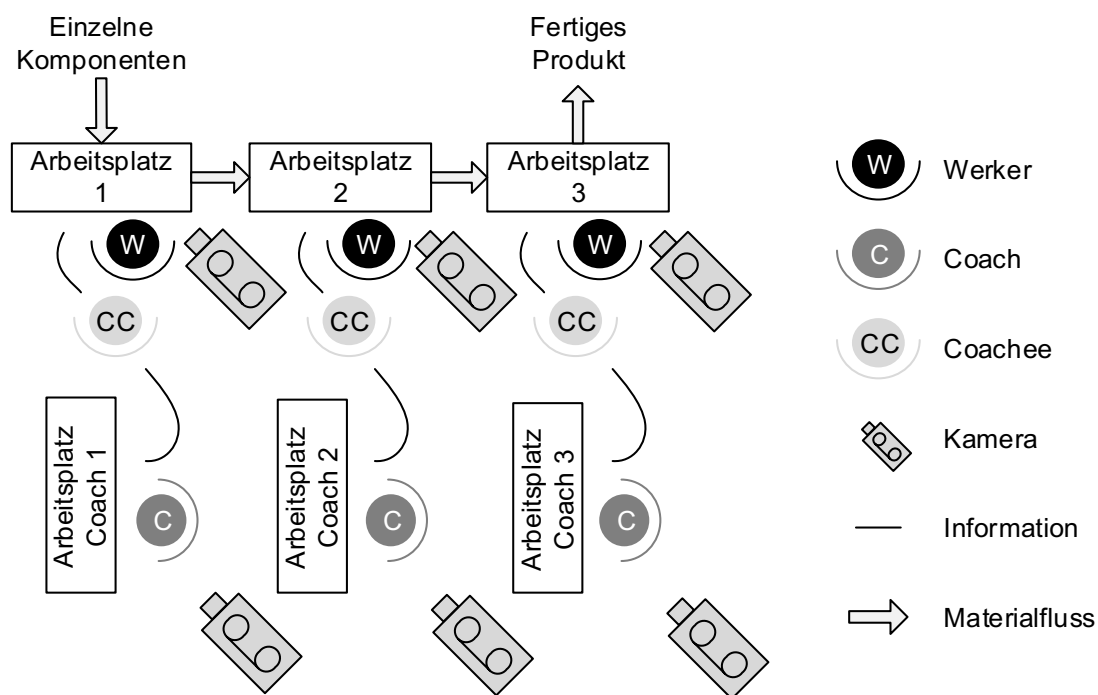 Einzelne
Komponenten
Fertiges
Produkt
Arbeitsplatz
1
Arbeitsplatz
2
Arbeitsplatz
3
W
W
W
CC
CC
CC
Arbeitsplatz
Coach 1
Arbeitsplatz
Coach 2
Arbeitsplatz
Coach 3
C
C
C
W
Werker
C
Coach
CC
Coachee
Kamera
Information
Materialfluss